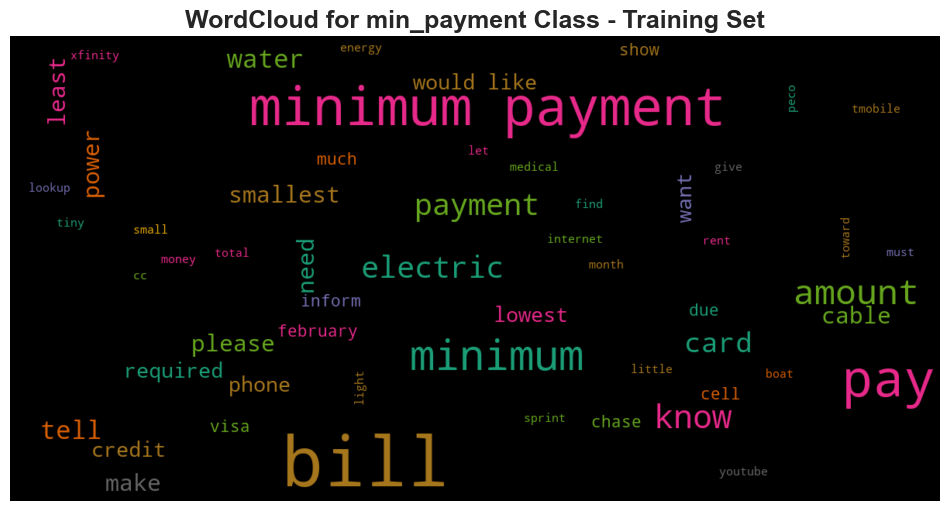 WordCloud for min_payment Class - Training Set
xfinity
energy
show
water
least
would like
minimum payment
peco
tmobile
power
much
let
medical
give
lookup
smallest
want
payment
find
tiny
small
toward
internet
rent
must
money
total
need
electric
month
cc
inform
amount
lowest
due
cable
february
please
minimum
card
required
phone
light
little
boat
pay
cell
tell
visa
sprint
chase
know
credit
bill
make
youtube